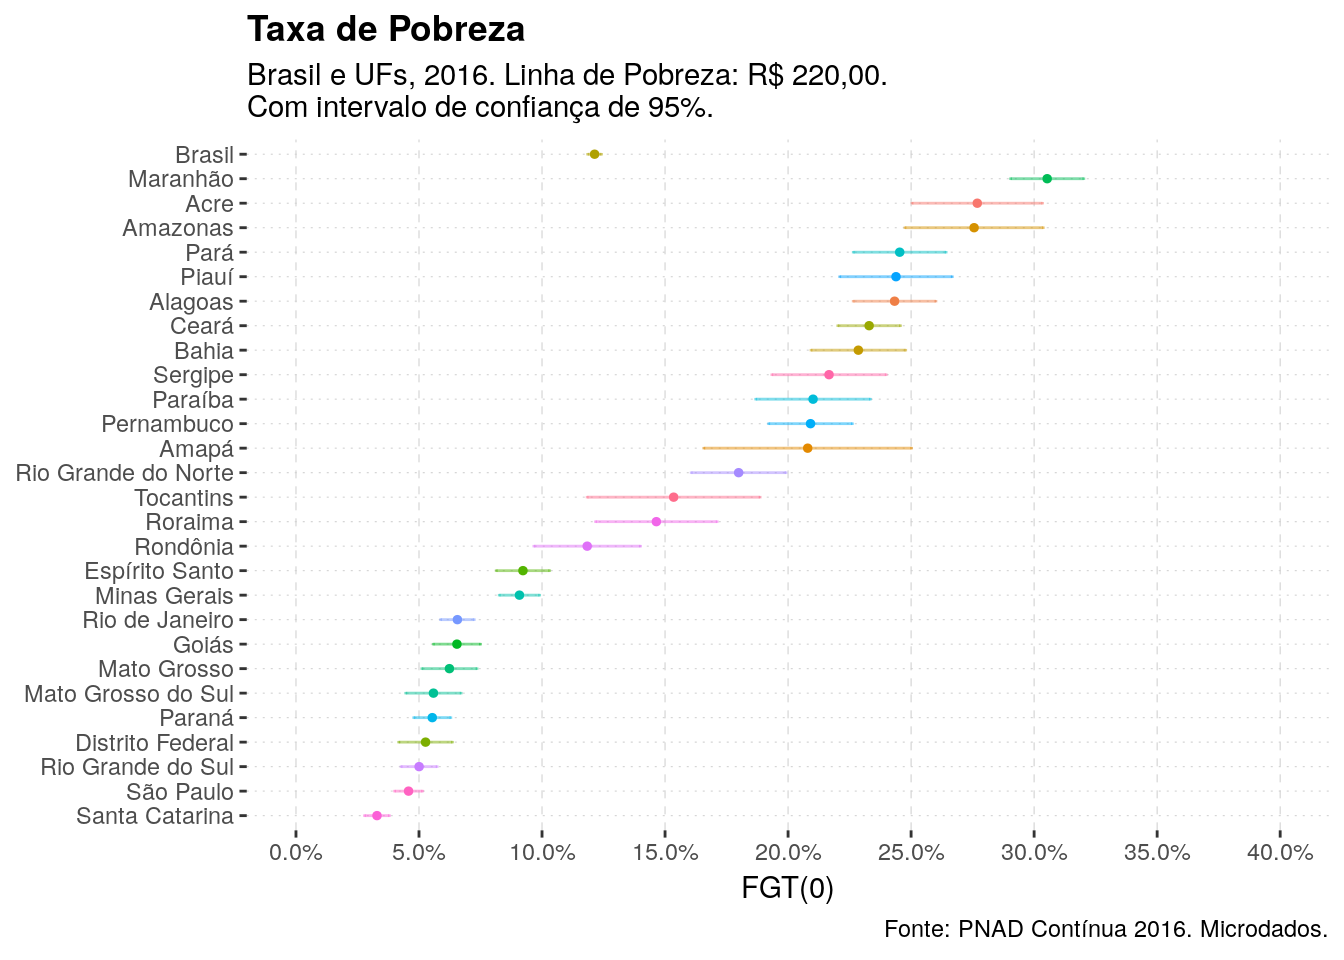 Taxa de Pobreza
Brasil e UFs, 2016. Linha de Pobreza: R$ 220,00.
Com intervalo de confiança de 95%.
Brasil
Maranhão
Acre
Amazonas
Pará
Piauí
Alagoas
Ceará
Bahia
Sergipe
Paraíba
Pernambuco
Amapá
Rio Grande do Norte
Tocantins
Roraima
Rondônia
Espírito Santo
Minas Gerais
Rio de Janeiro
Goiás
Mato Grosso
Mato Grosso do Sul
Paraná
Distrito Federal
Rio Grande do Sul
São Paulo
Santa Catarina
0.0% 5.0% 10.0% 15.0% 20.0% 25.0% 30.0% 35.0% 40.0%
FGT(0)
Fonte: PNAD Contínua 2016. Microdados.